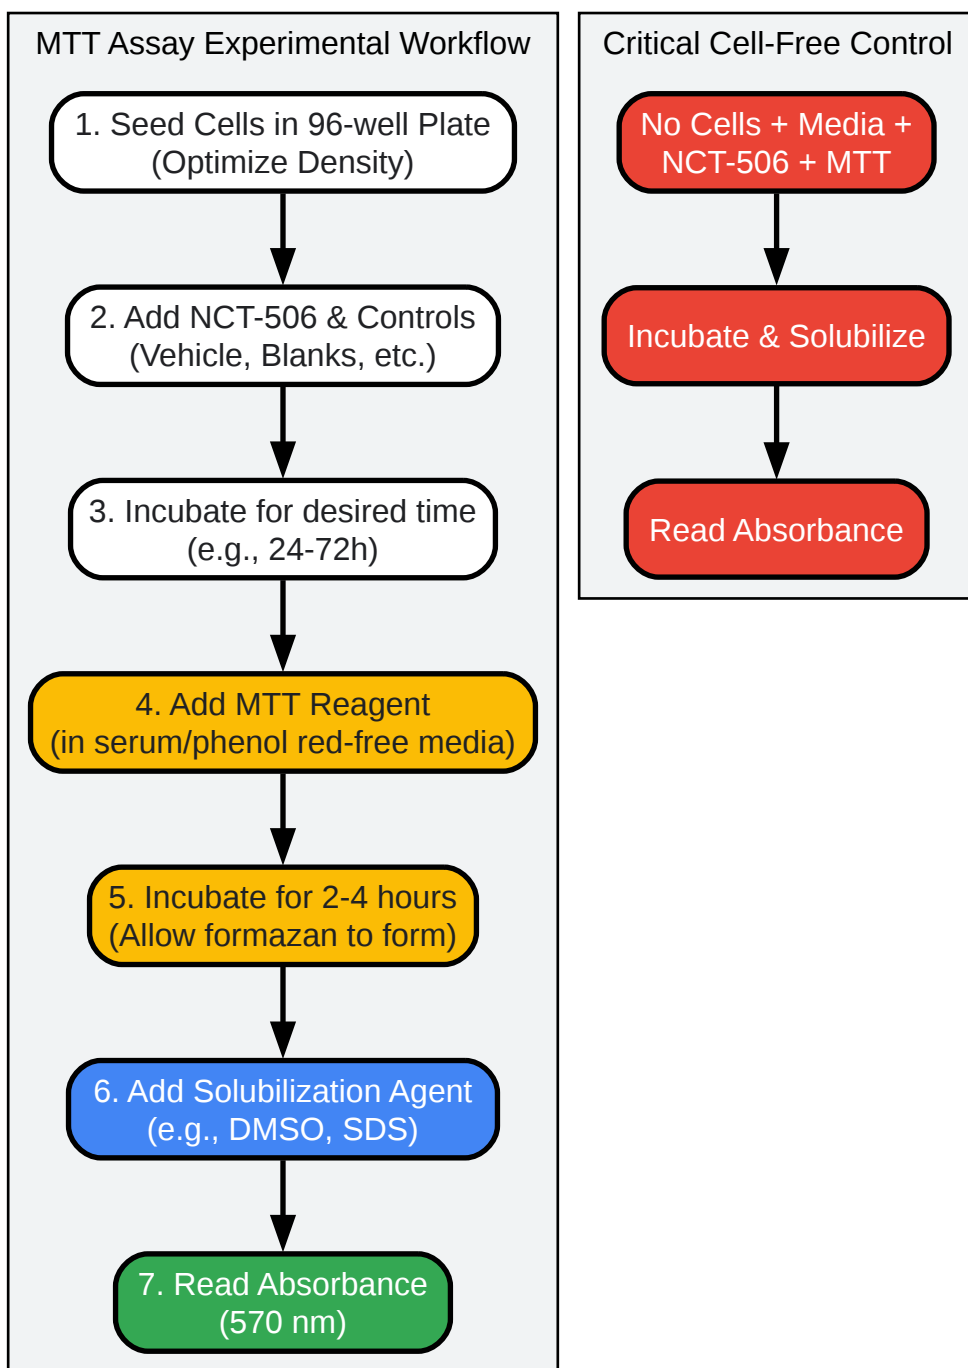 MTT Assay Experimental Workflow
1. Seed Cells in 96-well Plate
(Optimize Density)
2. Add NCT-506 & Controls
(Vehicle, Blanks, etc.)
3. Incubate for desired time
(e.g., 24-72h)
4. Add MTT Reagent
(in serum/phenol red-free media)
5. Incubate for 2-4 hours
(Allow formazan to form)
6. Add Solubilization Agent
(e.g., DMSO, SDS)
7. Read Absorbance
(570 nm)
Critical Cell-Free Control
No Cells + Media +
NCT-506 + MTT
Incubate & Solubilize
Read Absorbance